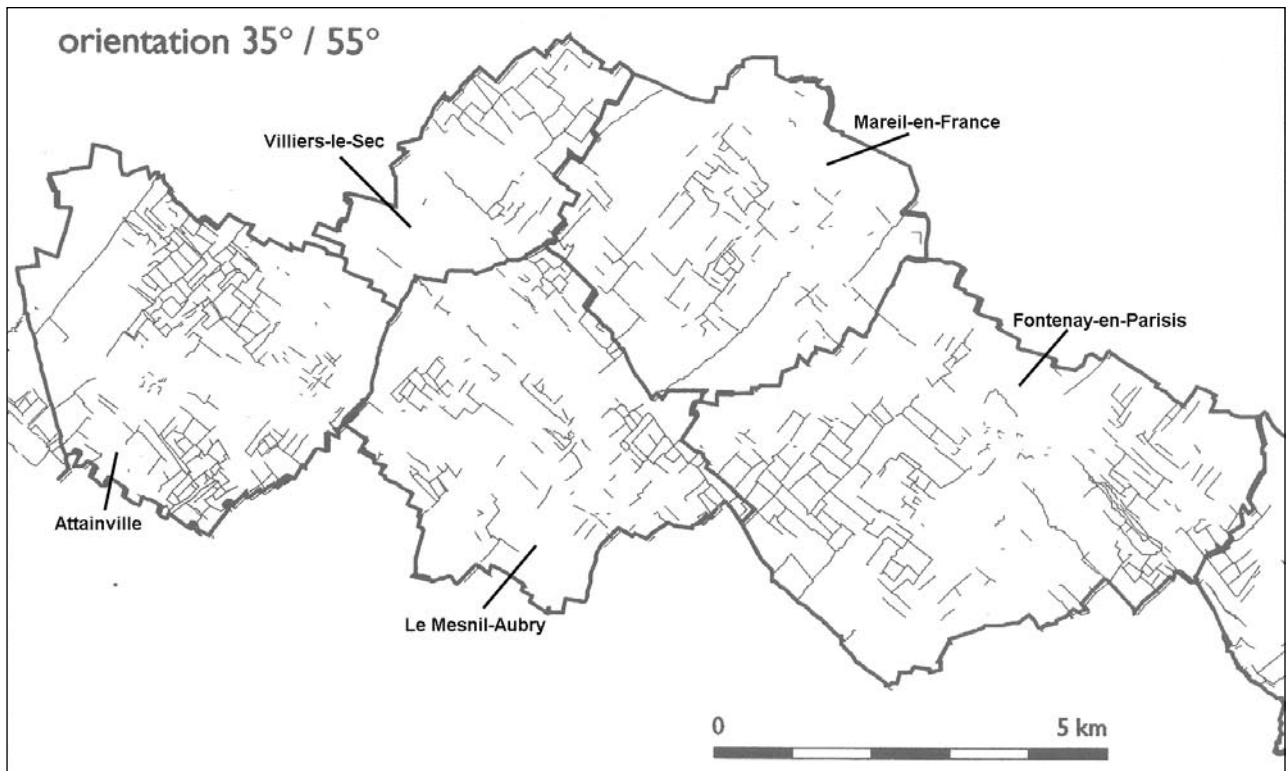 orientation 35° / 55°
Villiers-le-Sec
Mareil-en-France
Fontenay-en-Parisis
Attainville
Le Mesnil-Aubry
0
5 km